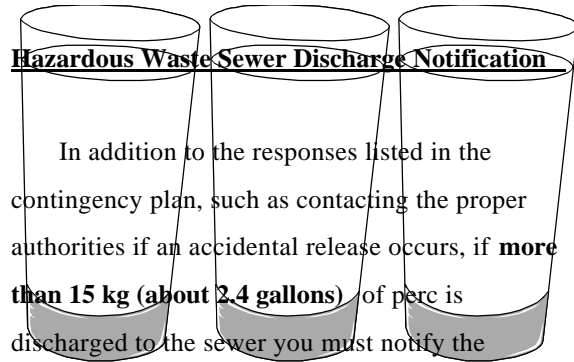 Hazardous Waste Sewer Discharge Notification
In addition to the responses listed in the
contingency plan, such as contacting the proper
authorities if an accidental release occurs, if more
than 15 kg (about 2.4 gallons) of perc is
discharged to the sewer you must notify the